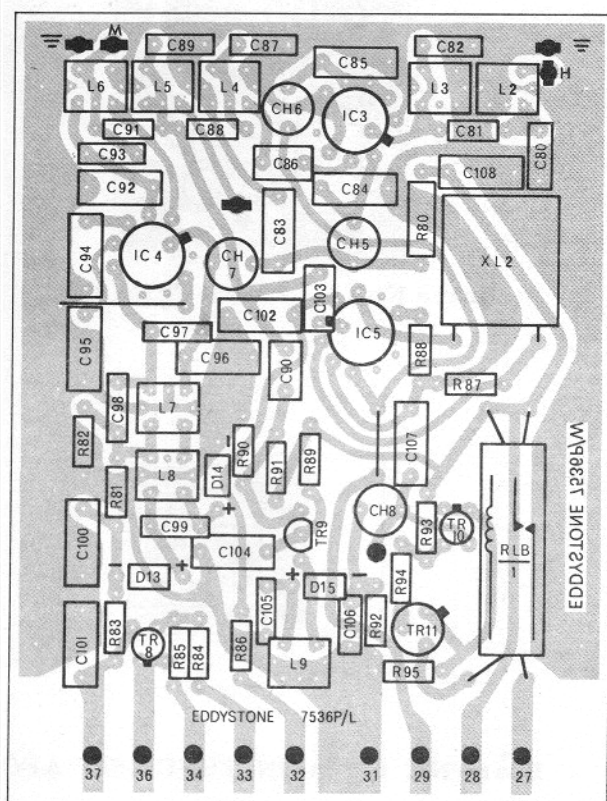 M
C89 C87 C82
C85
H
L6 L5 L4 L3 L2
CH6 IC3
C91 C88 C81
C93 C80
C86 C108
C92 C84
R80
C83
C94 IC4 CH5
CH
7
XL2
C103
C102
C97 IC5
C95 C96 R88
C90
R87
C98 L7
R82 C107
R90 R89
L8 D14 R91
R81 -
+
EDDYSTONE 7536P/W
C100 C99 CH8 R93 TR
10
TR9 RLB
1
C104
- D13 + + D15 - R94
C105
C106 R92
C101 R83 TR
8
R85 R84 R86 TR11
L9
R95
EDDYSTONE 7536P/L
37 36 34 33 32 31 29 28 27